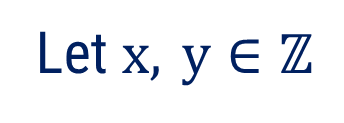 Let x, y ∈ ℤ